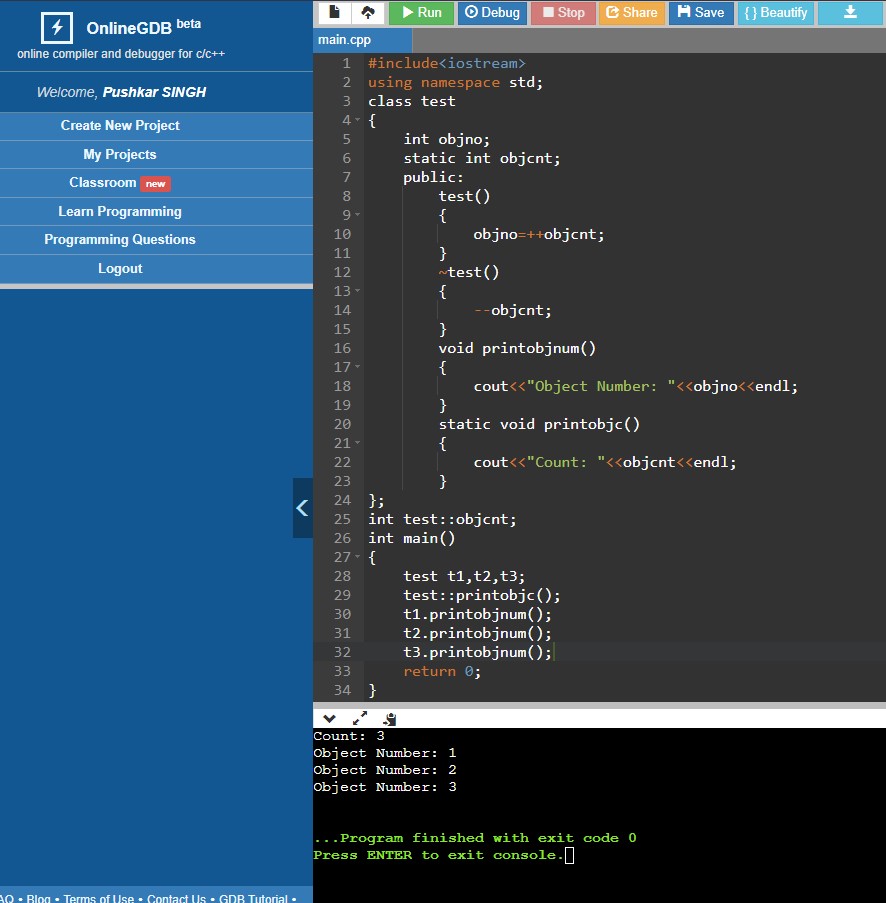 OnlineGDB beta
online compiler and debugger for c/c++
Welcome, Pushkar SINGH
Create New Project
My Projects
Classroom new
Learn Programming
Programming Questions
Logout
Run Debug Stop Share Save { } Beautify
main.cpp
1 #include<iostream>
2 using namespace std;
3 class test
4 {
5 int objno;
6 static int objcnt;
7 public:
8 test()
9 {
10 objno=++objcnt;
11 }
12 ~test()
13 {
14 --objcnt;
15 }
16 void printobjnum()
17 {
18 cout<<"Object Number: "<<objno<<endl;
19 }
20 static void printobjc()
21 {
22 cout<<"Count: "<<objcnt<<endl;
23 }
24 };
25 int test::objcnt;
26 int main()
27 {
28 test t1,t2,t3;
29 test::printobjc();
30 t1.printobjnum();
31 t2.printobjnum();
32 t3.printobjnum();
33 return 0;
34 }
Count: 3
Object Number: 1
Object Number: 2
Object Number: 3
...Program finished with exit code 0
Press ENTER to exit console.
AQ • Blog • Terms of Use • Contact Us • GDB Tutorial •